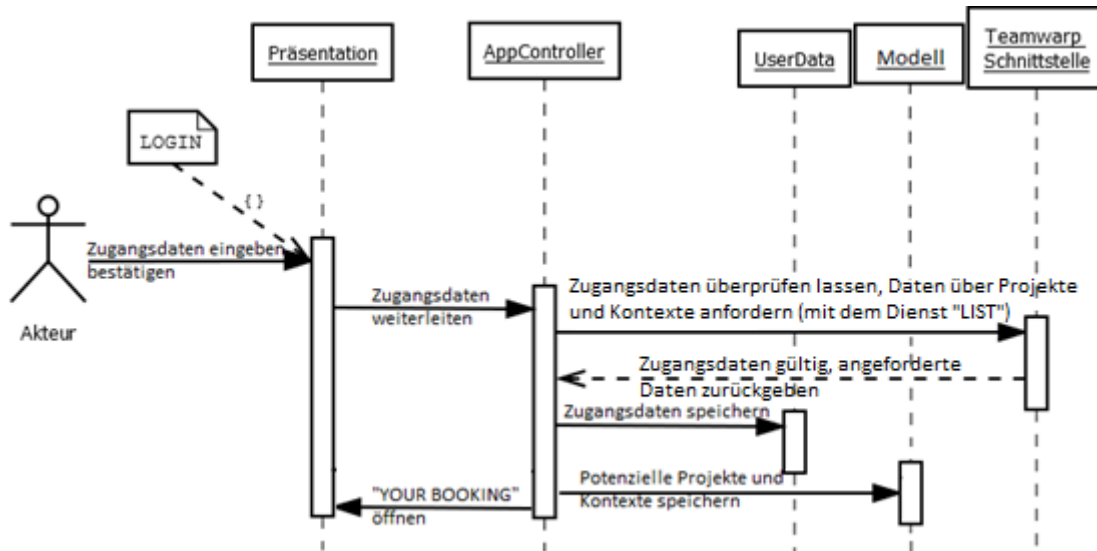 Präsentation
AppController
UserData
Modell
Teamwarp
Schnittstelle
LOGIN
{ }
Zugangsdaten eingeben
bestätigen
Akteur
Zugangsdaten
weiterleiten
Zugangsdaten überprüfen lassen, Daten über Projekte
und Kontexte anfordern (mit dem Dienst "LIST")
Zugangsdaten gültig, angeforderte
Daten zurückgeben
Zugangsdaten speichern
Potenzielle Projekte und
Kontexte speichern
"YOUR BOOKING"
öffnen